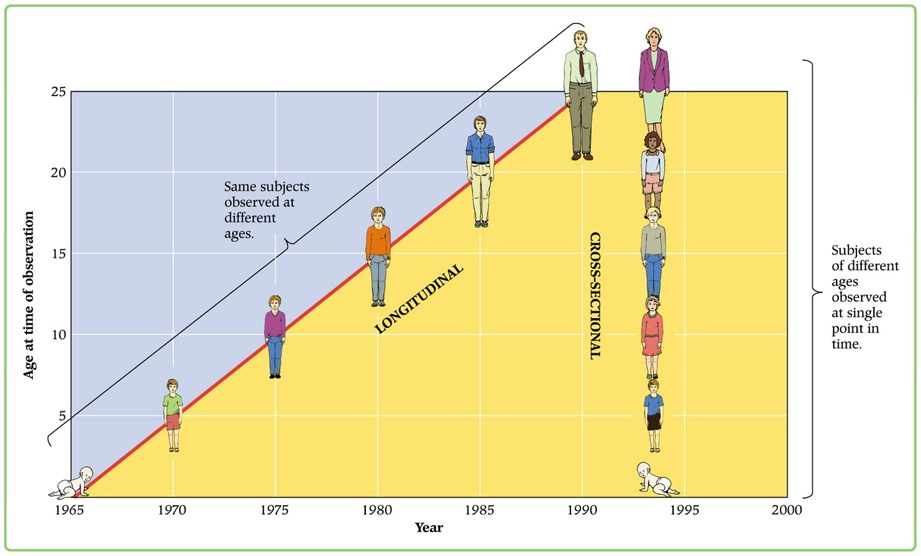 25
20
15
10
5
Age at time of observation
Same subjects
observed at
different
ages.
LONGITUDINAL
CROSS-SECTIONAL
Subjects
of different
ages
observed
at single
point in
time.
1965 1970 1975 1980 1985 1990 1995 2000
Year